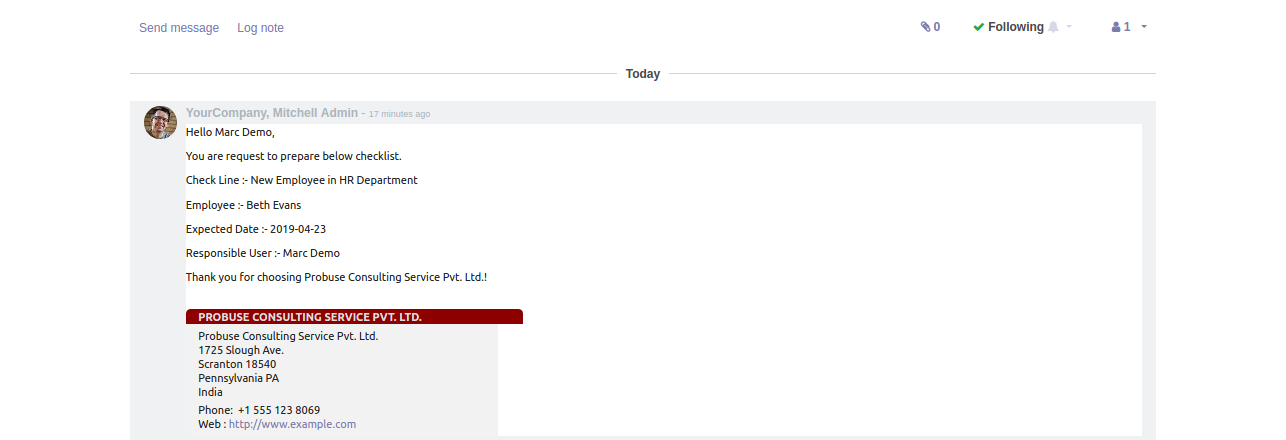 Send message Log note 0 Following 1
Today
YourCompany, Mitchell Admin - 17 minutes ago
Hello Marc Demo,
You are request to prepare below checklist.
Check Line :- New Employee in HR Department
Employee :- Beth Evans
Expected Date :- 2019-04-23
Responsible User :- Marc Demo
Thank you for choosing Probuse Consulting Service Pvt. Ltd.!
PROBUSE CONSULTING SERVICE PVT. LTD.
Probuse Consulting Service Pvt. Ltd.
1725 Slough Ave.
Scranton 18540
Pennsylvania PA
India
Phone: +1 555 123 8069
Web : http://www.example.com